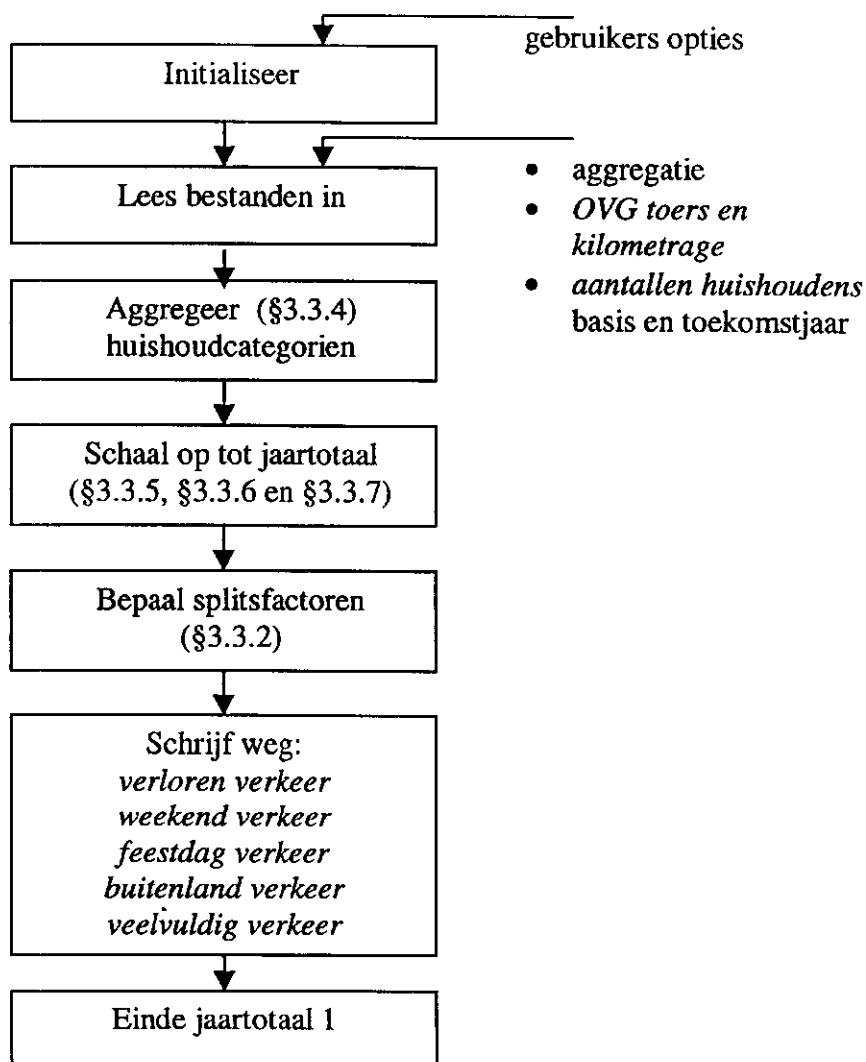 gebruikers opties
Initialiseer
Lees bestanden in
• aggregatie
• OVG toers en
kilometrage
• aantallen huishoudens
basis en toekomstjaar
Aggregeer (§3.3.4)
huishoudcategorien
Schaal op tot jaartotaal
(§3.3.5, §3.3.6 en §3.3.7)
Bepaal splitsfactoren
(§3.3.2)
Schrijf weg:
verloren verkeer
weekend verkeer
feestdag verkeer
buitenland verkeer
veelvuldig verkeer
Einde jaartotaal 1